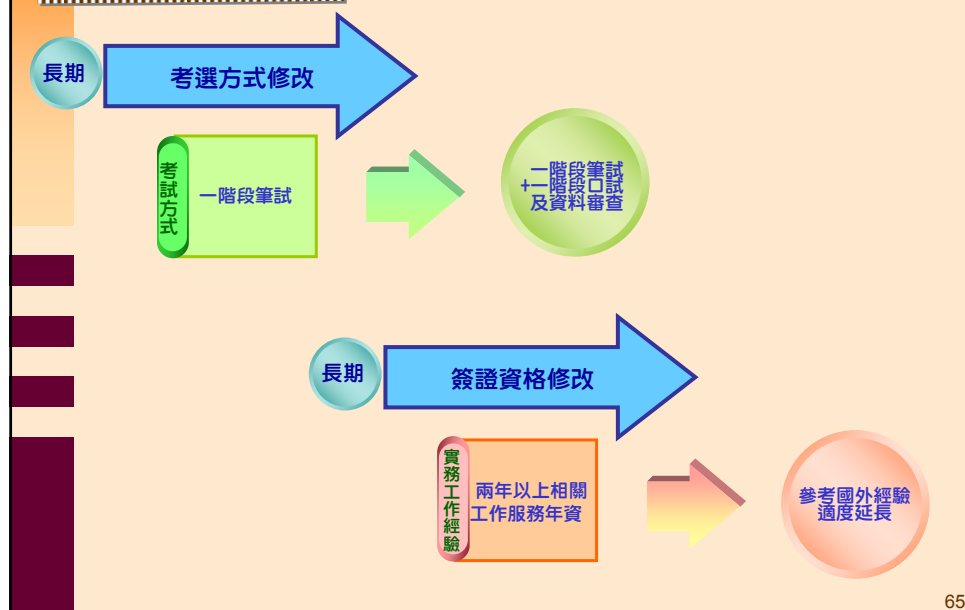 長期
考選方式修改
考試方式
一階段筆試
一階段筆試
+一階段口試
及資料審查
長期
簽證資格修改
實務工作經驗
兩年以上相關
工作服務年資
參考國外經驗
適度延長
65